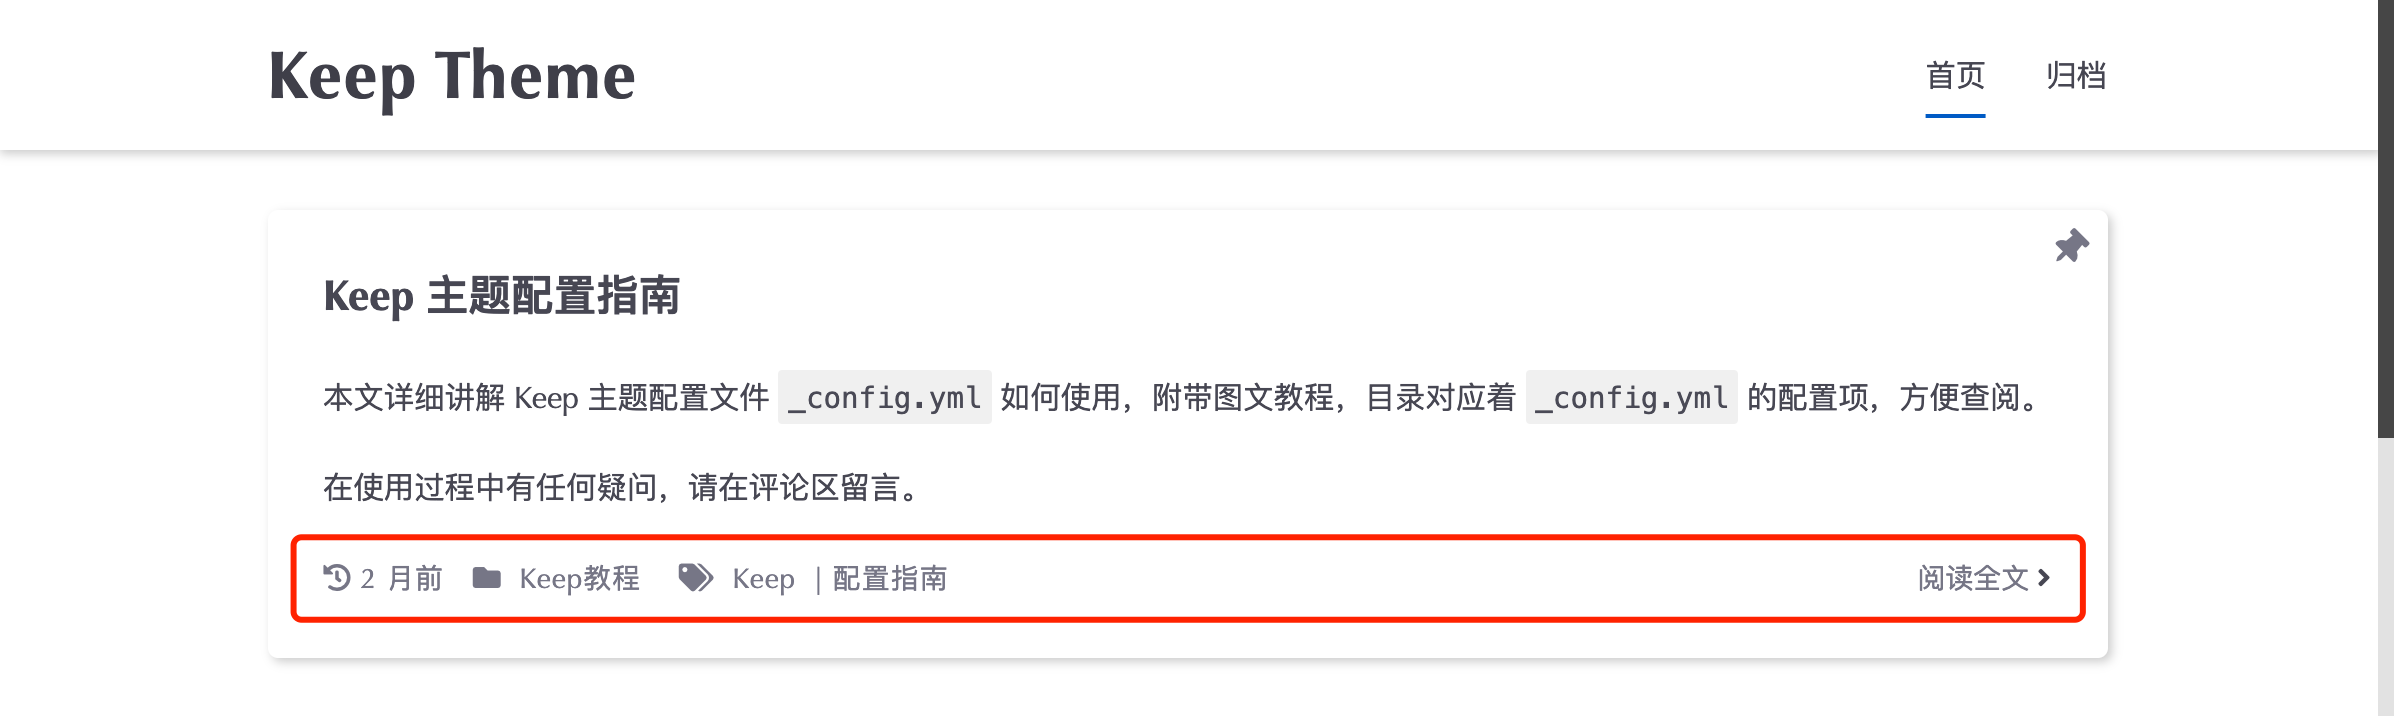 Keep Theme 首页 归档
Keep 主题配置指南
本文详细讲解 Keep 主题配置文件 _config.yml 如何使用，附带图文教程，目录对应着 _config.yml 的配置项，方便查阅。
在使用过程中有任何疑问，请在评论区留言。
2 月前 Keep教程 Keep | 配置指南 阅读全文